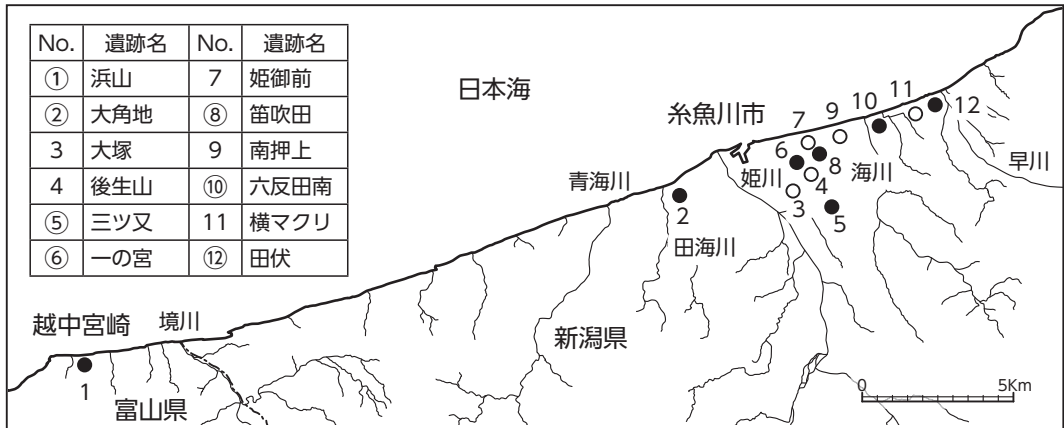 No. 遺跡名 No. 遺跡名
① 浜山 7 姫御前
② 大角地 ⑧ 笛吹田
3 大塚 9 南押上
4 後生山 ⑩ 六反田南
⑤ 三ツ又 11 横マクリ
⑥ 一の宮 ⑫ 田伏
日本海
糸魚川市
7
9
10
11
12
6
8
4
3
5
姫川
海川
早川
青海川
2
田海川
越中宮崎
境川
新潟県
1
富山県
0 5Km